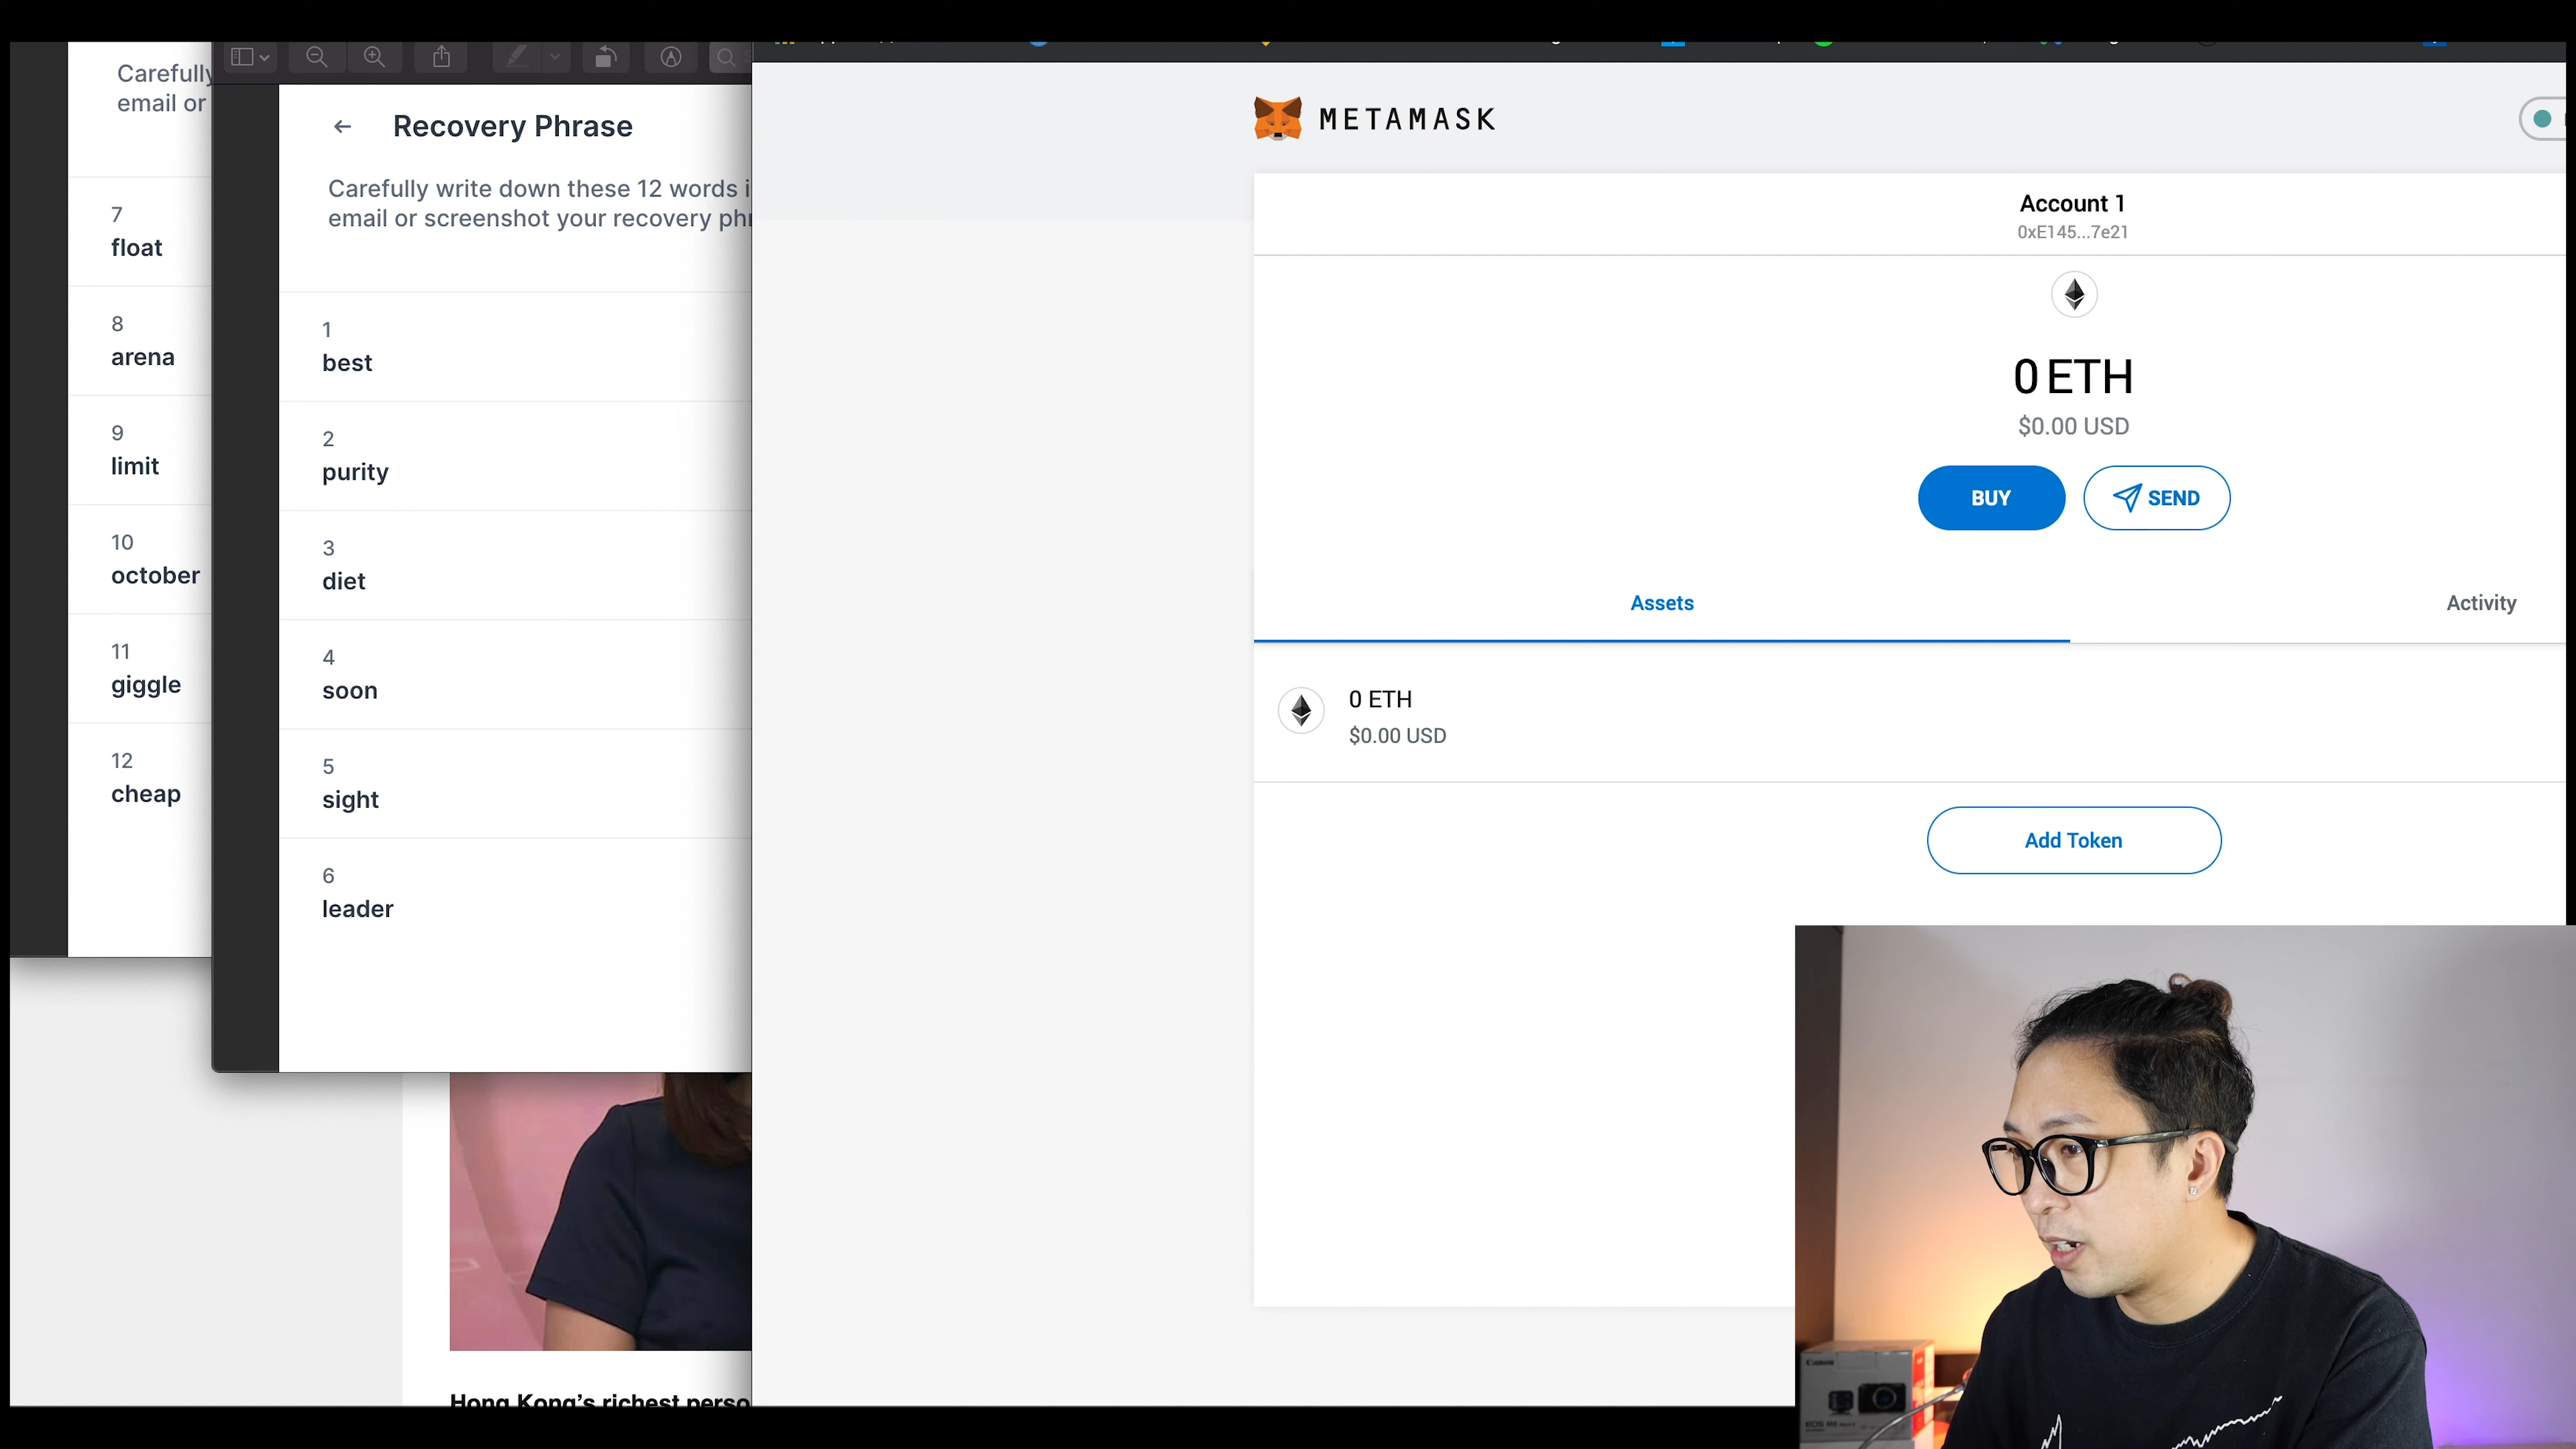 Carefully
email or
7
float
8
arena
9
limit
10
october
11
giggle
12
cheap
Recovery Phrase
Carefully write down these 12 words i
email or screenshot your recovery phr
1
best
2
purity
3
diet
4
soon
5
sight
6
leader
Hong Kong's richest perso
METAMASK
Account 1
0xE145...7e21
0 ETH
$0.00 USD
BUY
SEND
Assets
Activity
0 ETH
$0.00 USD
Add Token
Canon